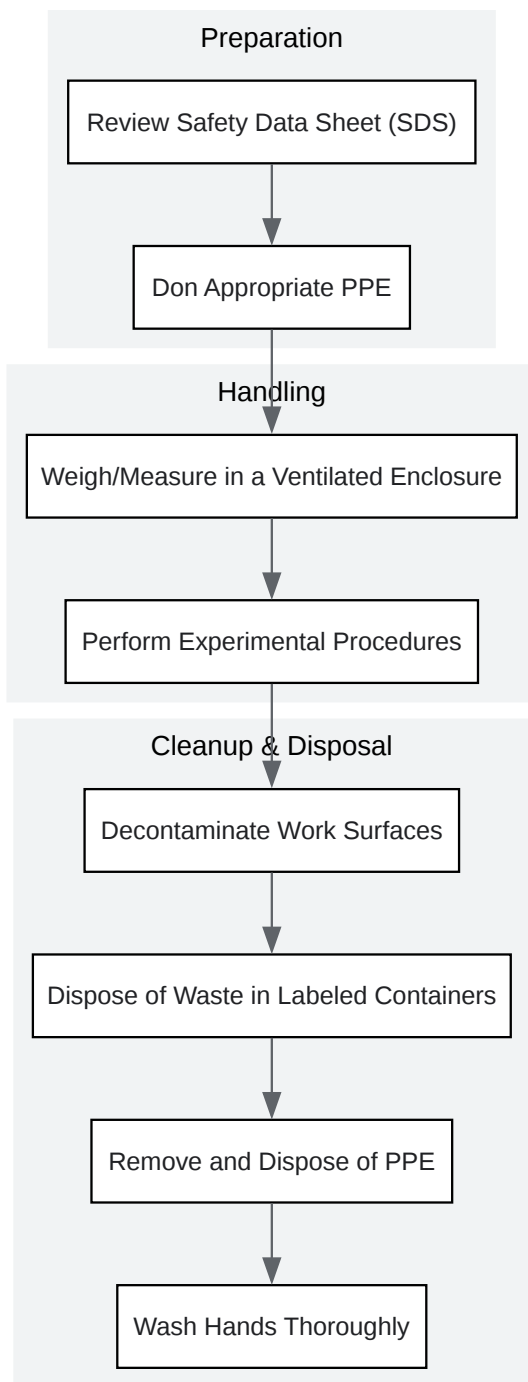 Preparation
Review Safety Data Sheet (SDS)
Don Appropriate PPE
Handling
Weigh/Measure in a Ventilated Enclosure
Perform Experimental Procedures
Cleanup & Disposal
Decontaminate Work Surfaces
Dispose of Waste in Labeled Containers
Remove and Dispose of PPE
Wash Hands Thoroughly